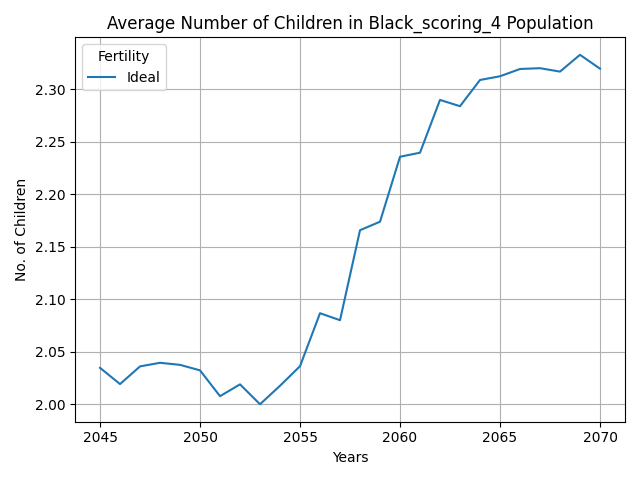 Average Number of Children in Black_scoring_4 Population
Fertility
Ideal
No. of Children
2.30
2.25
2.20
2.15
2.10
2.05
2.00
2045 2050 2055 2060 2065 2070
Years